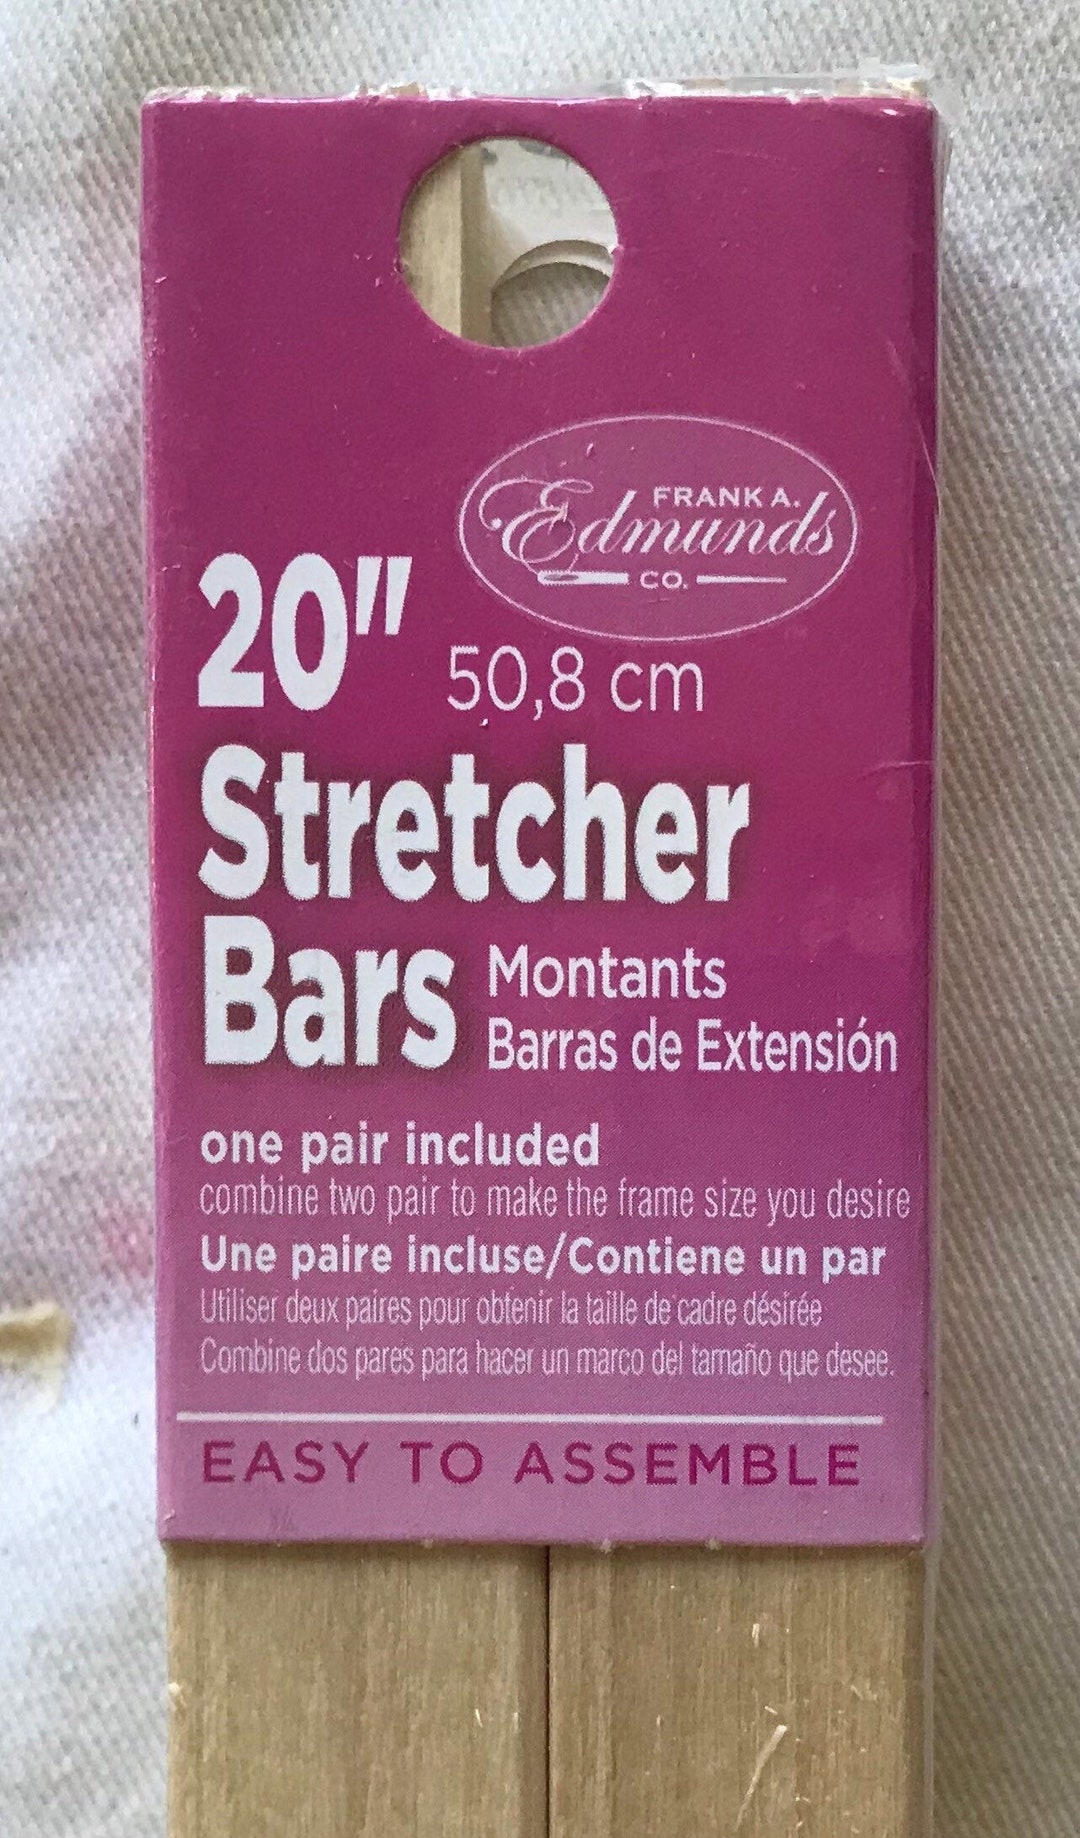 FRANK A.
Edmunds
CO.
20"
50,8 cm
Stretcher
Bars
Montants
Barras de Extensión
one pair included
combine two pair to make the frame size you desire
Une paire incluse/Contiene un par
Utiliser deux paires pour obtenir la taille de cadre désirée
Combine dos pares para hacer un marco del tamaño que desee.
EASY TO ASSEMBLE